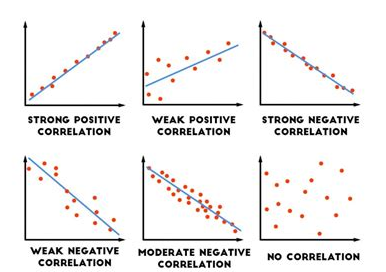 STRONG POSITIVE
CORRELATION
WEAK POSITIVE
CORRELATION
STRONG NEGATIVE
CORRELATION
WEAK NEGATIVE
CORRELATION
MODERATE NEGATIVE
CORRELATION
NO CORRELATION